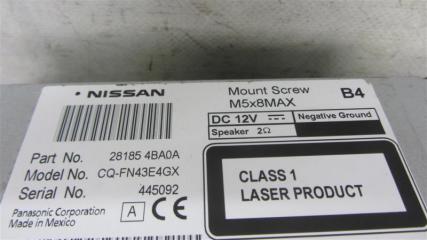 • NISSAN
Mount Screw B4
M5x8MAX
DC 12V Negative Ground
Speaker 2Ω
Part No. 28185 4BA0A
Model No. CQ-FN43E4GX
Serial No. 445092
Panasonic Corporation
Made in Mexico
A CE
CLASS 1
LASER PRODUCT